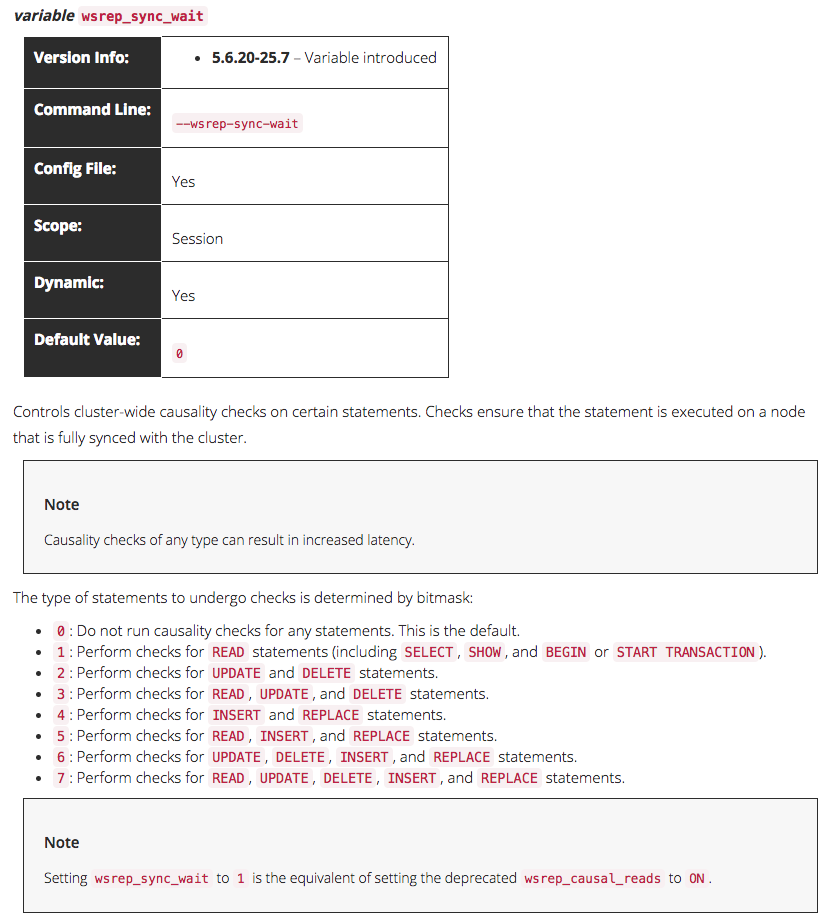 variable wsrep_sync_wait
Version Info: • 5.6.20-25.7 – Variable introduced
Command Line: --wsrep-sync-wait
Config File: Yes
Scope: Session
Dynamic: Yes
Default Value: 0
Controls cluster-wide causality checks on certain statements. Checks ensure that the statement is executed on a node
that is fully synced with the cluster.
Note
Causality checks of any type can result in increased latency.
The type of statements to undergo checks is determined by bitmask:
• 0 : Do not run causality checks for any statements. This is the default.
• 1 : Perform checks for READ statements (including SELECT , SHOW , and BEGIN or START TRANSACTION ).
• 2 : Perform checks for UPDATE and DELETE statements.
• 3 : Perform checks for READ , UPDATE , and DELETE statements.
• 4 : Perform checks for INSERT and REPLACE statements.
• 5 : Perform checks for READ , INSERT , and REPLACE statements.
• 6 : Perform checks for UPDATE , DELETE , INSERT , and REPLACE statements.
• 7 : Perform checks for READ , UPDATE , DELETE , INSERT , and REPLACE statements.
Note
Setting wsrep_sync_wait to 1 is the equivalent of setting the deprecated wsrep_causal_reads to ON .